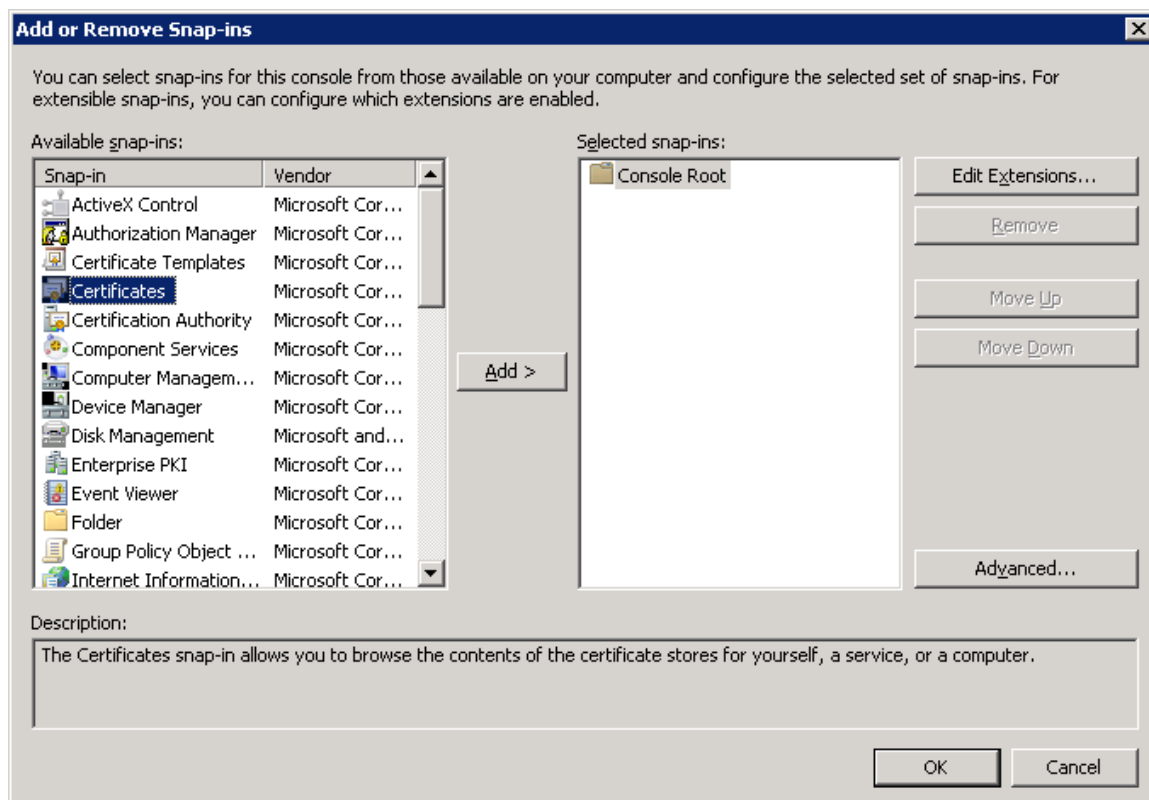 Add or Remove Snap-ins
You can select snap-ins for this console from those available on your computer and configure the selected set of snap-ins. For
extensible snap-ins, you can configure which extensions are enabled.
Available snap-ins:
Selected snap-ins:
Snap-in Vendor
ActiveX Control Microsoft Cor...
Authorization Manager Microsoft Cor...
Certificate Templates Microsoft Cor...
Certificates Microsoft Cor...
Certification Authority Microsoft Cor...
Component Services Microsoft Cor...
Computer Managem... Microsoft Cor...
Device Manager Microsoft Cor...
Disk Management Microsoft and...
Enterprise PKI Microsoft Cor...
Event Viewer Microsoft Cor...
Folder Microsoft Cor...
Group Policy Object ... Microsoft Cor...
Internet Information... Microsoft Cor...
Add >
Console Root
Edit Extensions...
Remove
Move Up
Move Down
Advanced...
Description:
The Certificates snap-in allows you to browse the contents of the certificate stores for yourself, a service, or a computer.
OK
Cancel